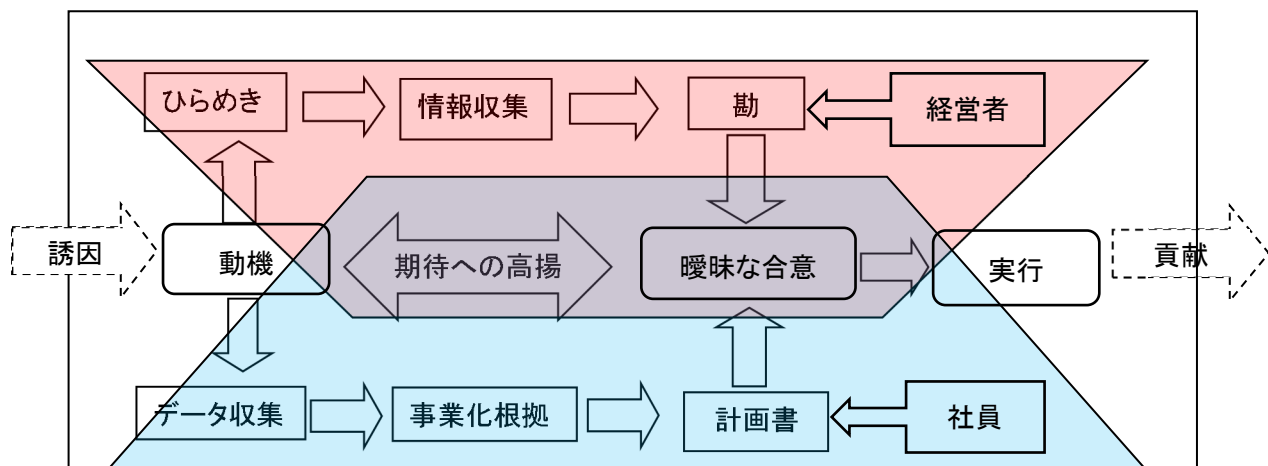 ひらめき
情報収集
勘
経営者
誘因
動機
期待への高揚
曖昧な合意
実行
貢献
データ収集
事業化根拠
計画書
社員